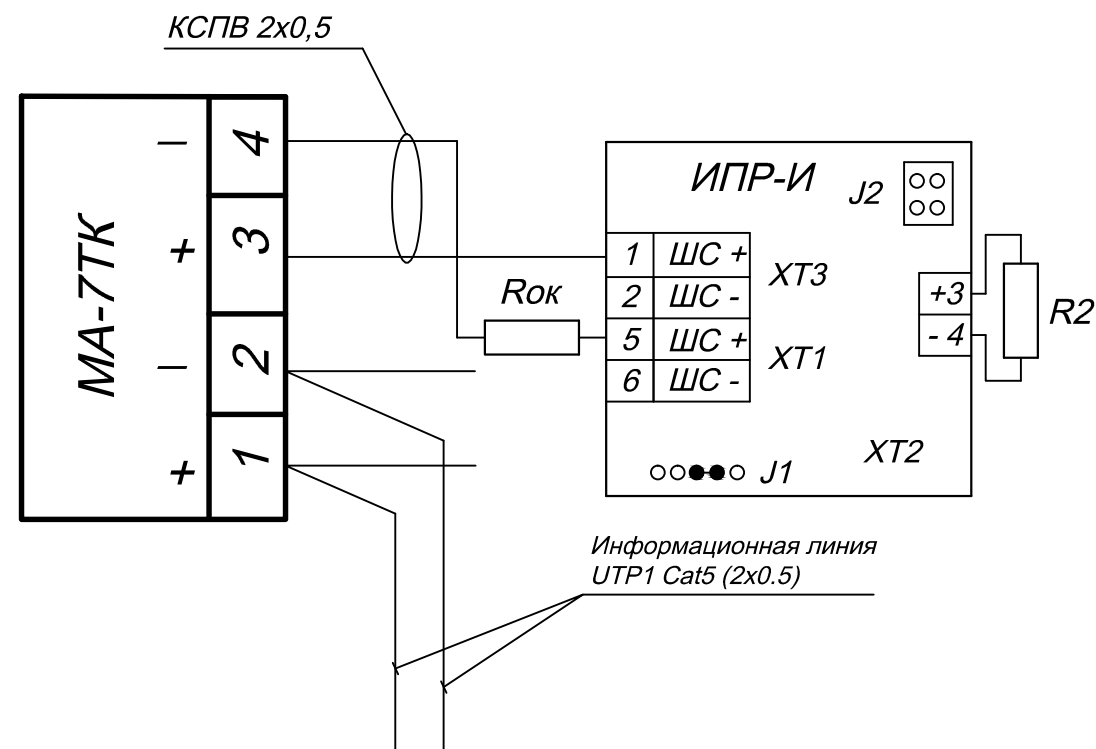 КСПВ 2х0,5
МА-7ТК
– 4
+ 3
– 2
+ 1
ИПР-И
J2
1 ШС +
2 ШС -
XT3
5 ШС +
6 ШС -
XT1
Rок
+3
- 4
R2
XT2
J1
Информационная линия
UTP1 Cat5 (2x0.5)